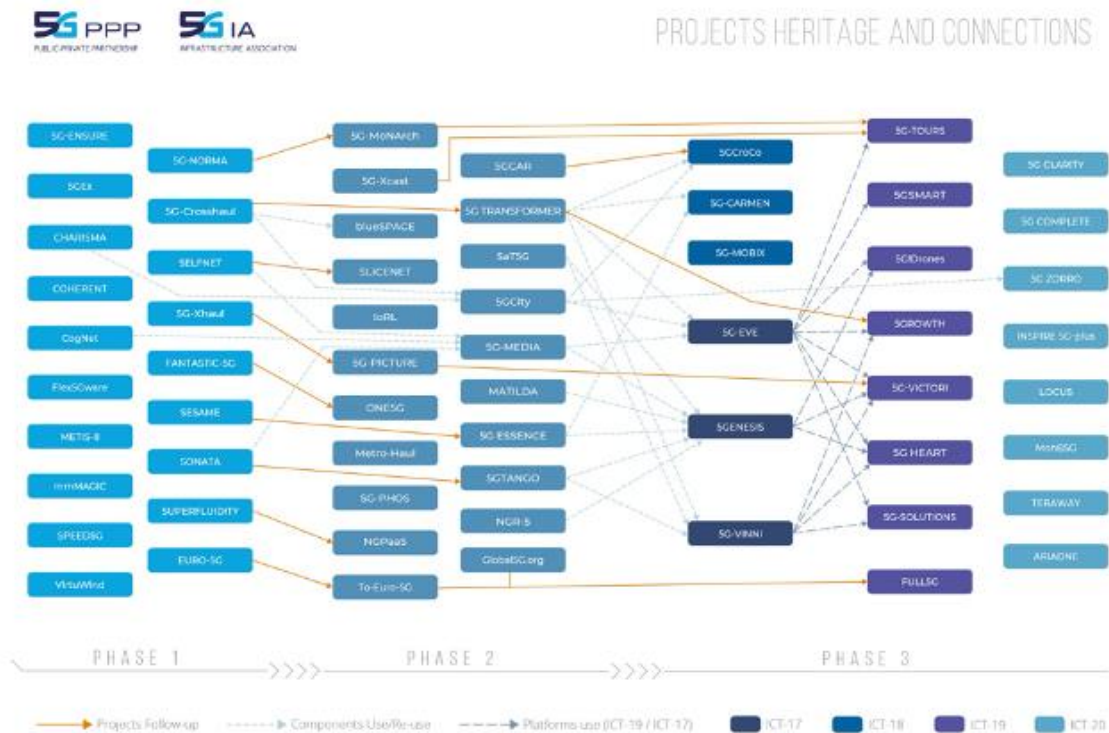 5G PPP
PUBLIC-PRIVATE PARTNERSHIP
5G IA
INFRASTRUCTURE ASSOCIATION
PROJECTS HERITAGE AND CONNECTIONS
5G-ENSURE
5GEx
CHARISMA
COHERENT
CogNet
Flex5Gware
METIS-II
mmMAGIC
SPEED5G
VirtuWind
5G-NORMA
5G-Crosshaul
SELFNET
5G-Xhaul
FANTASTIC-5G
SESAME
SONATA
SUPERFLUIDITY
EURO-5G
5G-MoNArch
5G-Xcast
blueSPACE
SLICENET
IoRL
5G-PICTURE
ONE5G
Metro-Haul
5G-PHOS
NGPaaS
To-Euro-5G
5GCAR
5G TRANSFORMER
SaT5G
5GCity
5G-MEDIA
MATILDA
5G ESSENCE
5GTANGO
NRG-5
Global5G.org
5GCroCo
5G-CARMEN
5G-MOBIX
5G-EVE
5GENESIS
5G-VINNI
5G-TOURS
5GSMART
5G!Drones
5GROWTH
5G-VICTORI
5G HEART
5G-SOLUTIONS
FULL5G
5G CLARITY
5G COMPLETE
5G ZORRO
INSPIRE 5G-plus
LOCUS
MonB5G
TERAWAY
ARIADNE
PHASE 1
PHASE 2
PHASE 3
Projects Follow-up
Components Use/Re-use
Platforms use (ICT-19 / ICT-17)
ICT-17
ICT-18
ICT-19
ICT-20